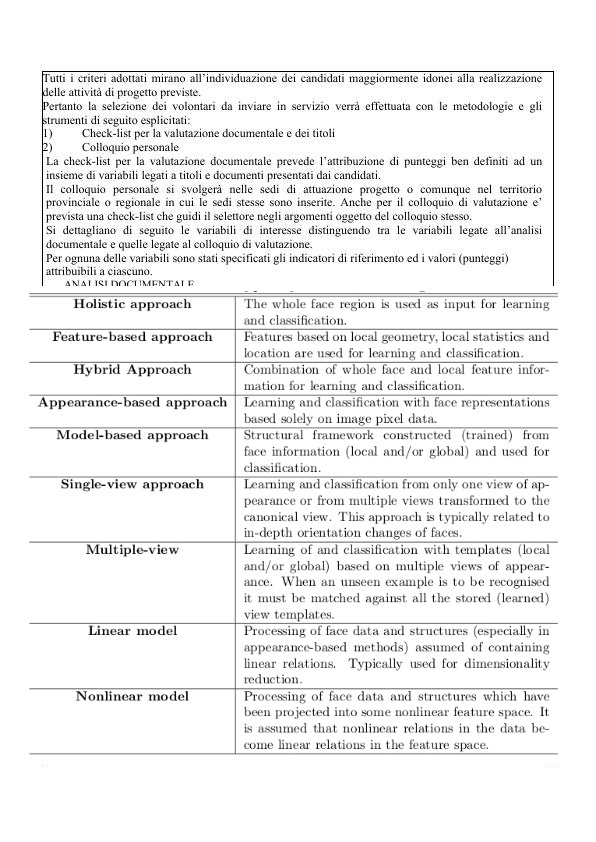 Tutti i criteri adottati mirano all'individuazione dei candidati maggiormente idonei alla realizzazione
delle attività di progetto previste.
Pertanto la selezione dei volontari da inviare in servizio verrà effettuata con le metodologie e gli
strumenti di seguito esplicitati:
1) Check-list per la valutazione documentale e dei titoli
2) Colloquio personale
La check-list per la valutazione documentale prevede l'attribuzione di punteggi ben definiti ad un
insieme di variabili legati a titoli e documenti presentati dai candidati.
Il colloquio personale si svolgerà nelle sedi di attuazione progetto o comunque nel territorio
provinciale o regionale in cui le sedi stesse sono inserite. Anche per il colloquio di valutazione e'
prevista una check-list che guidi il selettore negli argomenti oggetto del colloquio stesso.
Si dettagliano di seguito le variabili di interesse distinguendo tra le variabili legate all'analisi
documentale e quelle legate al colloquio di valutazione.
Per ognuna delle variabili sono stati specificati gli indicatori di riferimento ed i valori (punteggi)
attribuibili a ciascuno.
ANALISI DOCUMENTALE
Holistic approach The whole face region is used as input for learning
and classification.
Feature-based approach Features based on local geometry, local statistics and
location are used for learning and classification.
Hybrid Approach Combination of whole face and local feature infor-
mation for learning and classification.
Appearance-based approach Learning and classification with face representations
based solely on image pixel data.
Model-based approach Structural framework constructed (trained) from
face information (local and/or global) and used for
classification.
Single-view approach Learning and classification from only one view of ap-
pearance or from multiple views transformed to the
canonical view. This approach is typically related to
in-depth orientation changes of faces.
Multiple-view Learning of and classification with templates (local
and/or global) based on multiple views of appear-
ance. When an unseen example is to be recognised
it must be matched against all the stored (learned)
view templates.
Linear model Processing of face data and structures (especially in
appearance-based methods) assumed of containing
linear relations. Typically used for dimensionality
reduction.
Nonlinear model Processing of face data and structures which have
been projected into some nonlinear feature space. It
is assumed that nonlinear relations in the data be-
come linear relations in the feature space.